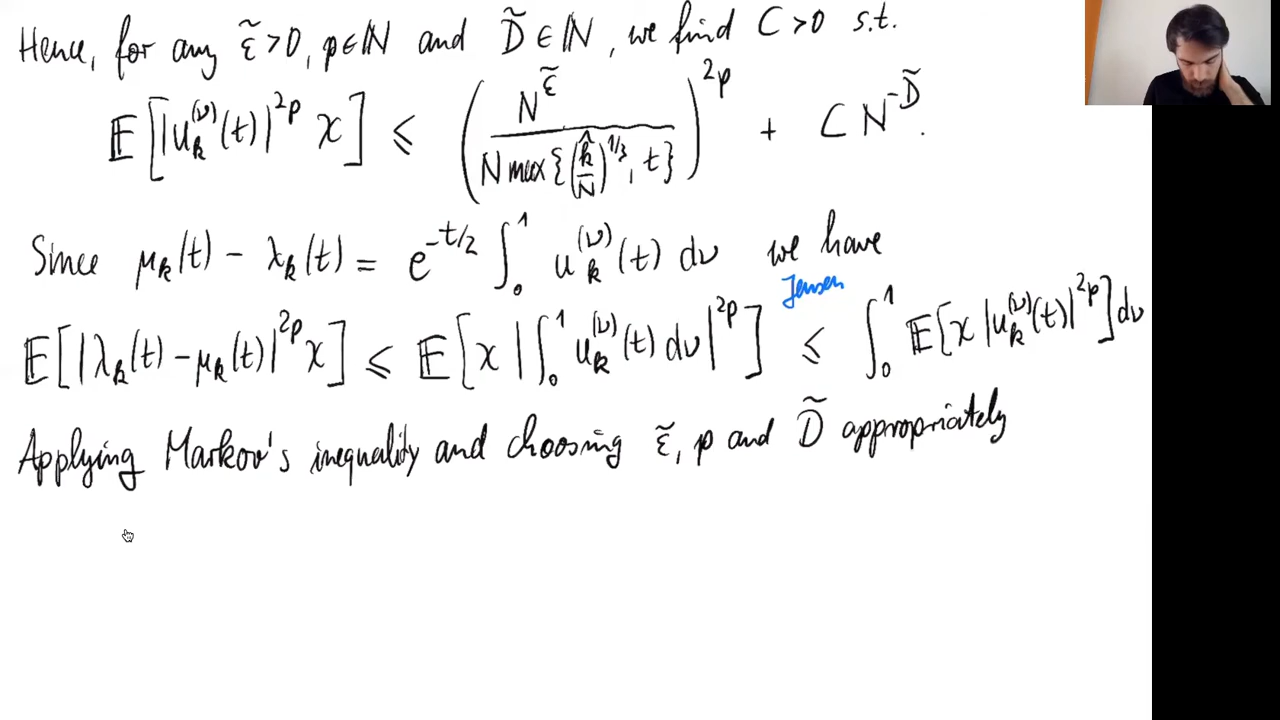 Hence, for any ε̃ > 0, p ∈ ℕ and D̃ ∈ ℕ, we find C > 0 s.t.
𝔼[|u_k^{(ν)}(t)|^{2p} χ] ≤ (N^{ε̃} / (N max{(k̂/N)^{1/3}, t}))^{2p} + C N^{-D̃}.
Since μ_k(t) - λ_k(t) = e^{-t/2} ∫_0^1 u_k^{(ν)}(t) dν we have
Jensen
𝔼[|λ_k(t) - μ_k(t)|^{2p} χ] ≤ 𝔼[χ |∫_0^1 u_k^{(ν)}(t) dν|^{2p}] ≤ ∫_0^1 𝔼[χ |u_k^{(ν)}(t)|^{2p}] dν
Applying Markov's inequality and choosing ε̃, p and D̃ appropriately